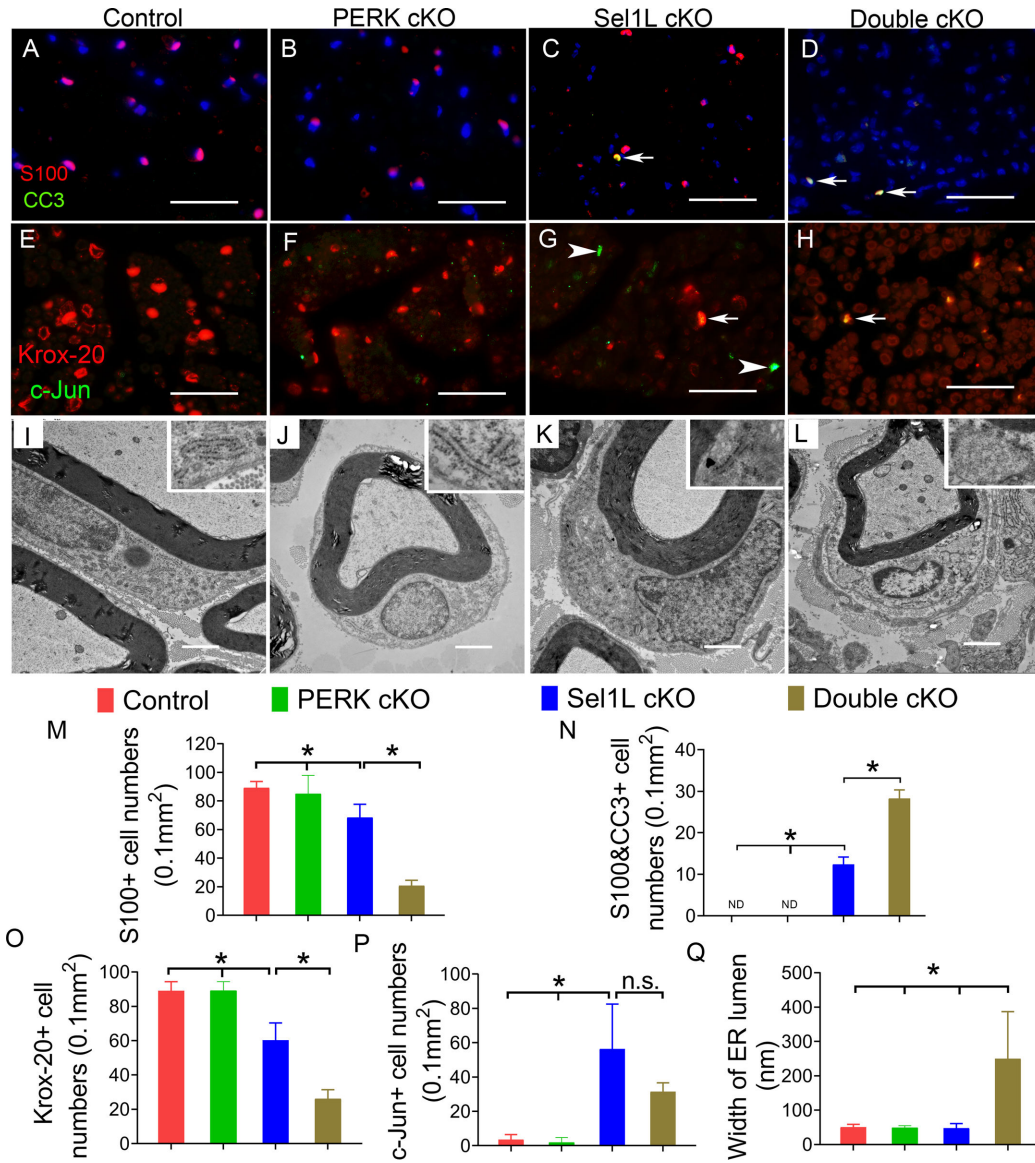 Control PERK cKO Sel1L cKO Double cKO
A B C D
S100
CC3
E F G H
Krox-20
c-Jun
I J K L
Control PERK cKO Sel1L cKO Double cKO
M
S100+ cell numbers
(0.1mm²)
120
100
80
60
40
20
0
* *
N
S100&CC3+ cell
numbers (0.1mm²)
40
30
20
10
0
ND ND
* *
O
Krox-20+ cell
numbers (0.1mm²)
100
80
60
40
20
0
* *
P
c-Jun+ cell numbers
(0.1mm²)
100
80
60
40
20
0
* n.s.
Q
Width of ER lumen
(nm)
500
400
300
200
100
50
0
*